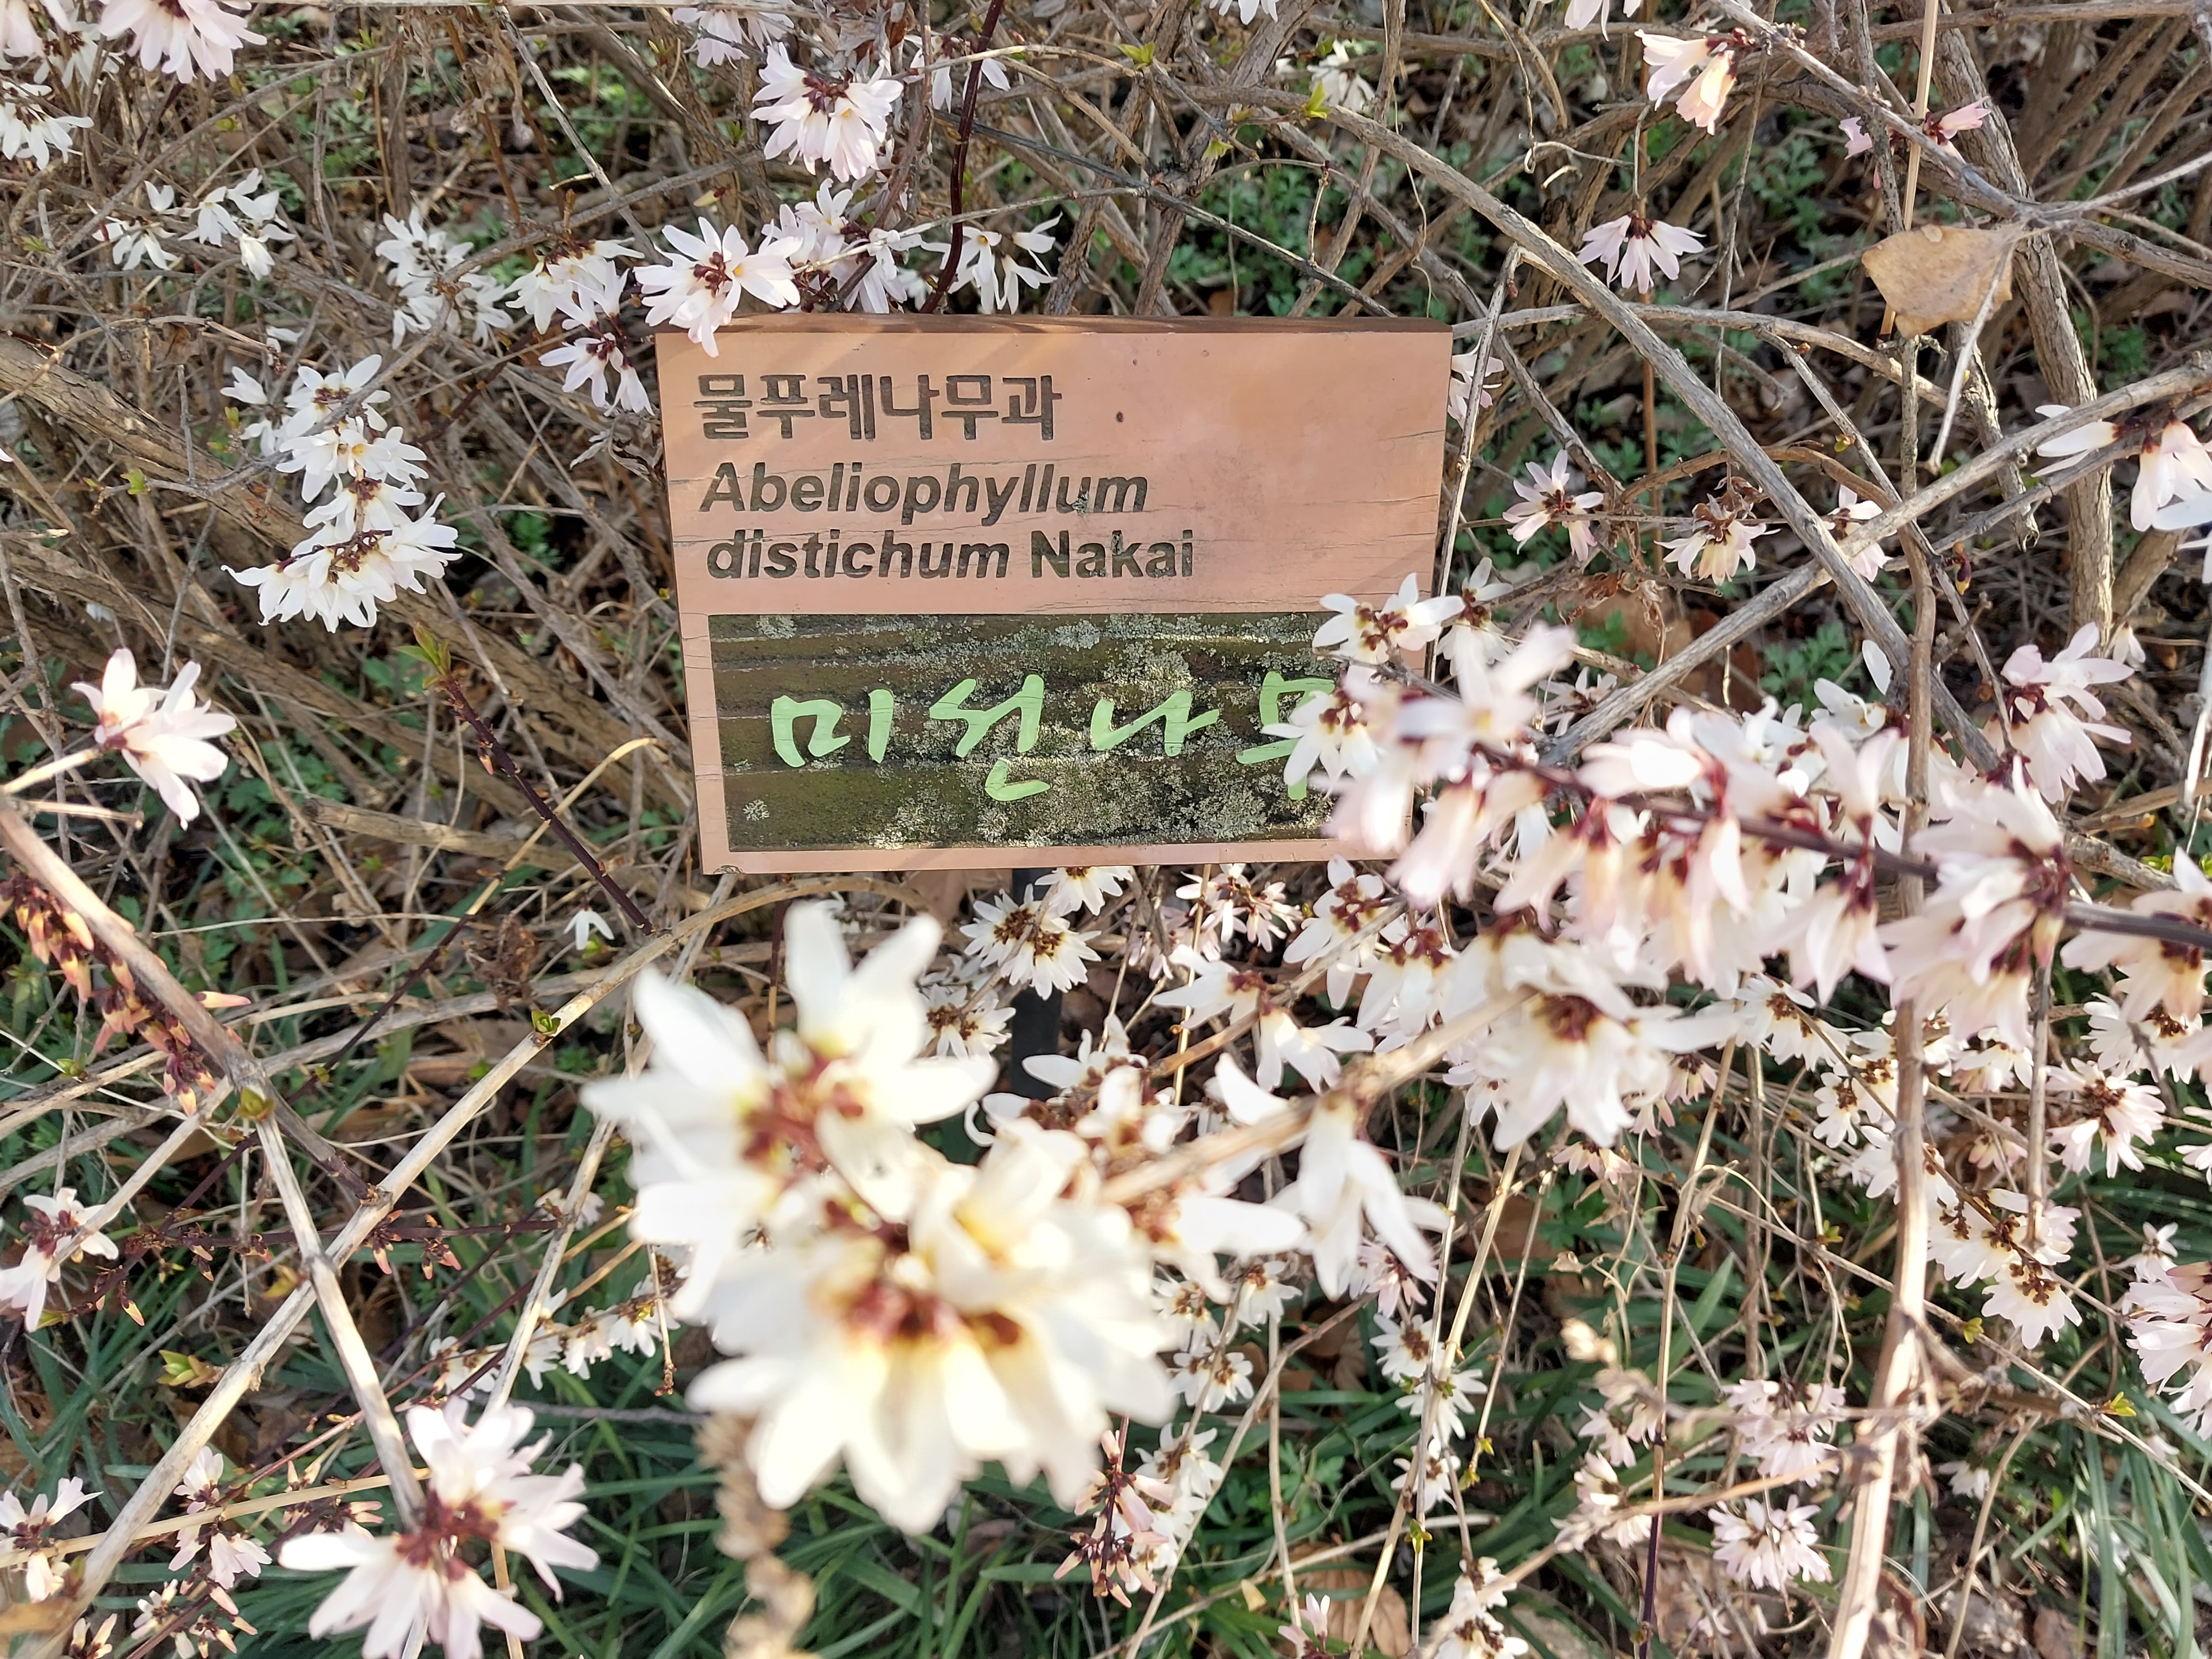 물푸레나무과
Abeliophyllum
distichum Nakai
미선나무